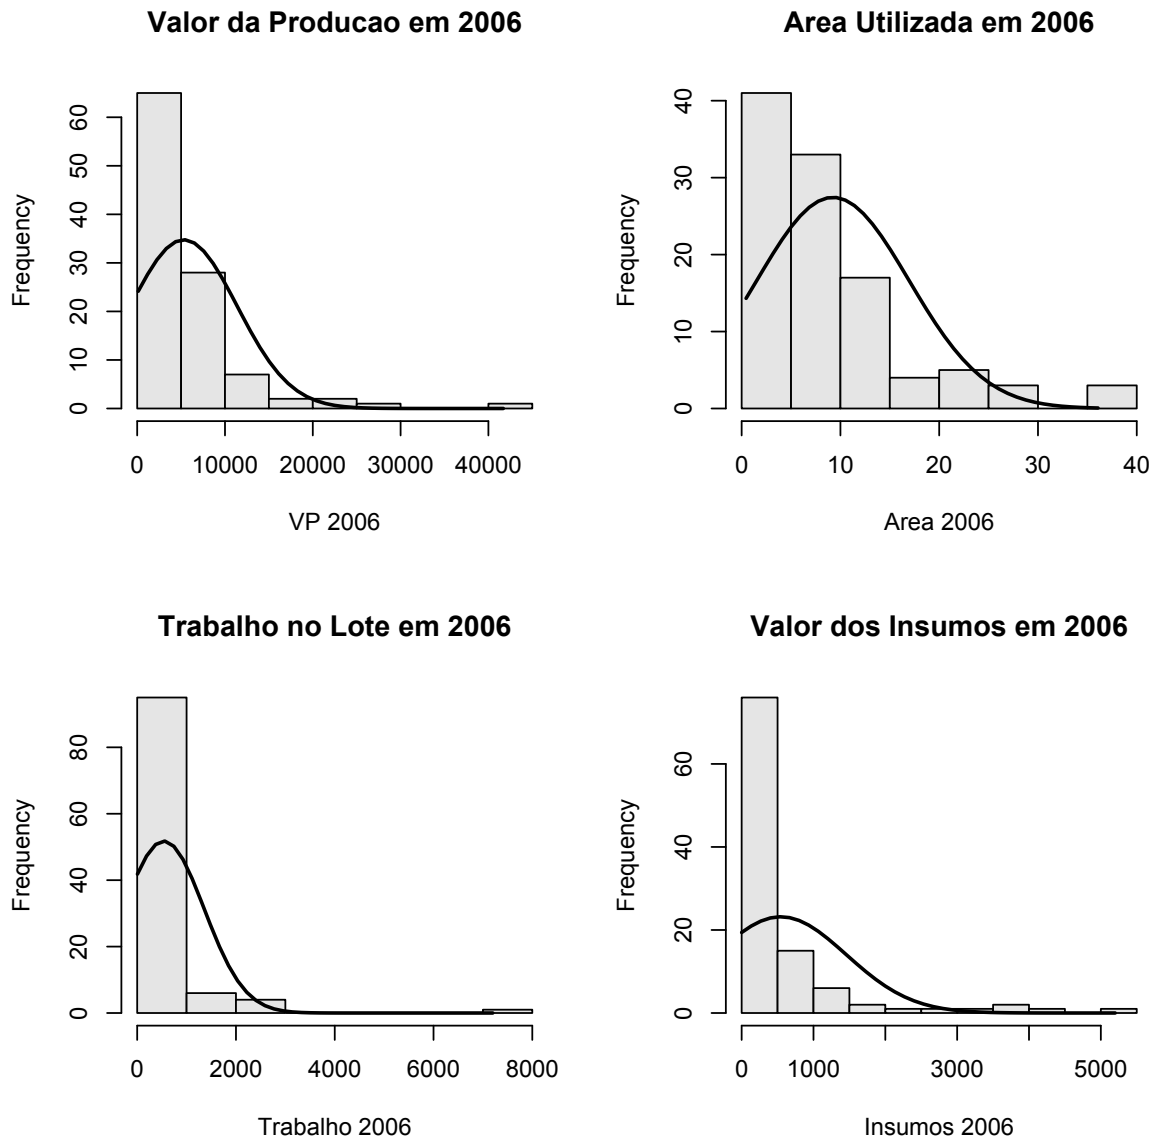 Valor da Producao em 2006
Frequency
0 10 20 30 40 50 60
0 10000 20000 30000 40000
VP 2006
Area Utilizada em 2006
Frequency
0 10 20 30 40
0 10 20 30 40
Area 2006
Trabalho no Lote em 2006
Frequency
0 20 40 60 80
0 2000 4000 6000 8000
Trabalho 2006
Valor dos Insumos em 2006
Frequency
0 20 40 60
0 1000 3000 5000
Insumos 2006